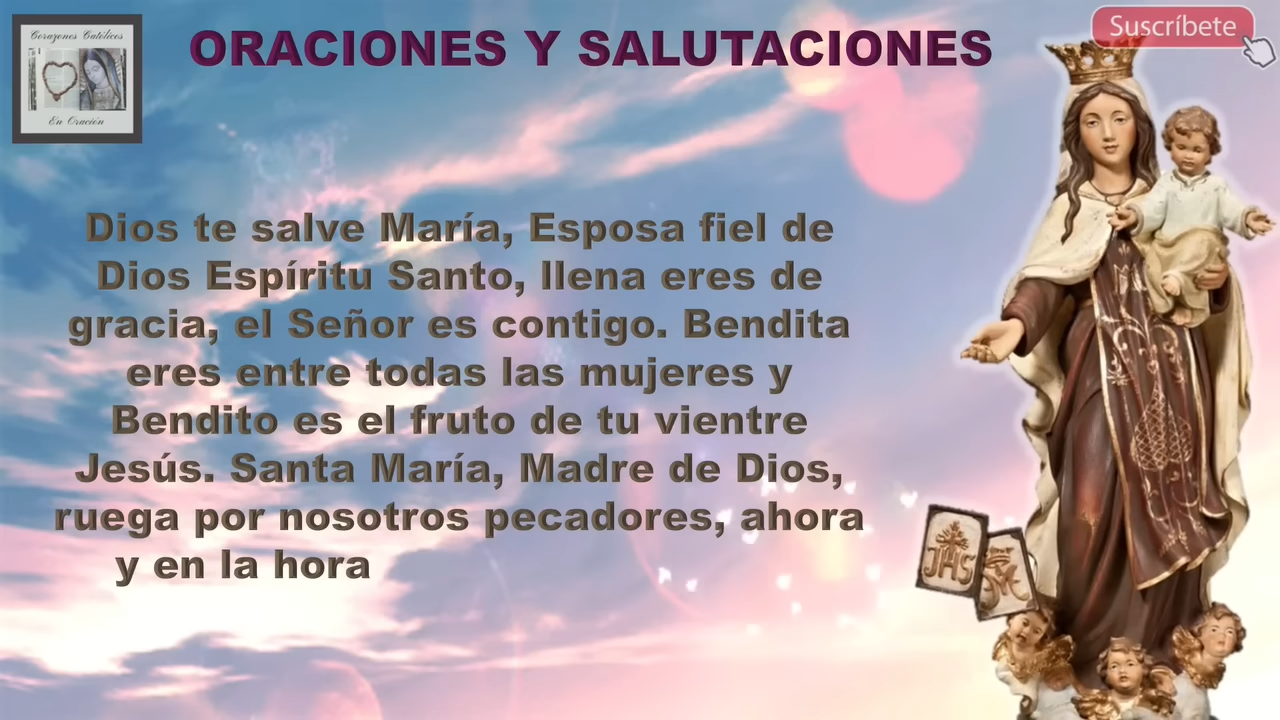 Corazones Católicos
En Oración
ORACIONES Y SALUTACIONES
Suscríbete
Dios te salve María, Esposa fiel de
Dios Espíritu Santo, llena eres de
gracia, el Señor es contigo. Bendita
eres entre todas las mujeres y
Bendito es el fruto de tu vientre
Jesús. Santa María, Madre de Dios,
ruega por nosotros pecadores, ahora
y en la hora
JHS